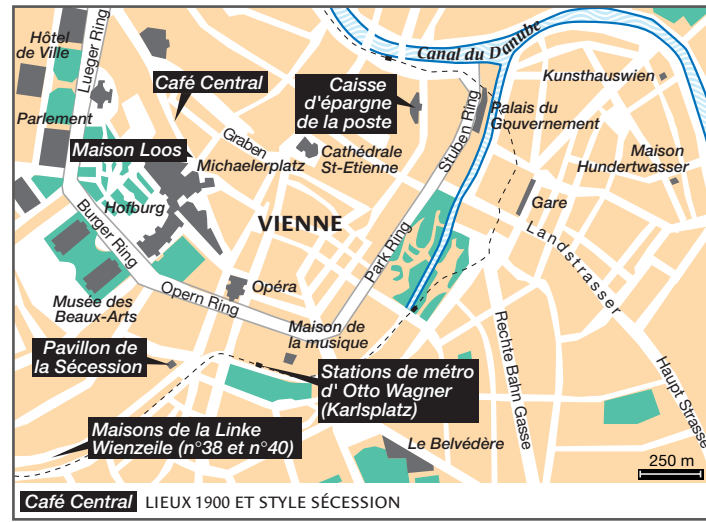 Hôtel
de Ville
Lueger Ring
Canal du Danube
Kunsthauswien
Café Central
Caisse
d'épargne
de la poste
Palais du
Gouvernement
Parlement
Graben
Stuben Ring
Maison
Hundertwasser
Maison Loos
Michaelerplatz
Cathédrale
St-Etienne
Hofburg
VIENNE
Gare
Burger Ring
Park Ring
Landstrasser
Opéra
Opern Ring
Musée des
Beaux-Arts
Maison de
la musique
Rechte Bahn Gasse
Pavillon de
la Sécession
Stations de métro
d' Otto Wagner
(Karlsplatz)
Haupt Strasse
Maisons de la Linke
Wienzeile (n°38 et n°40)
Le Belvédère
250 m
Café Central LIEUX 1900 ET STYLE SÉCESSION